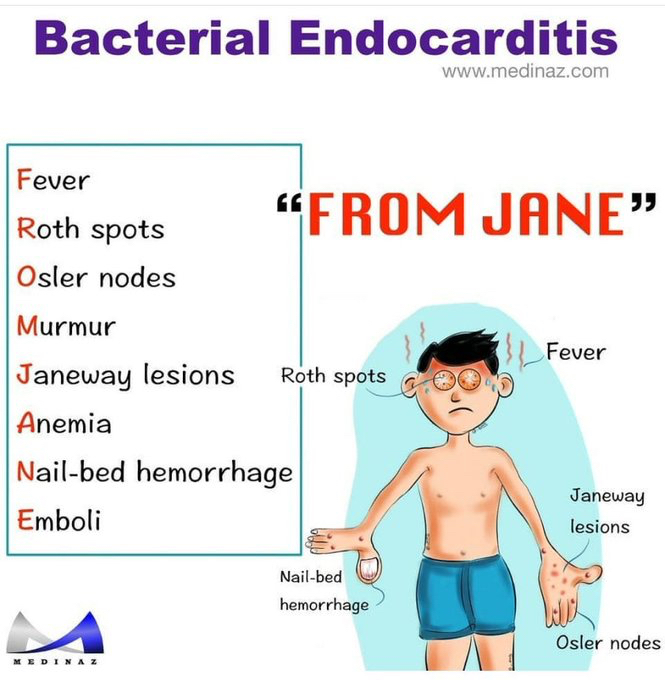 Bacterial Endocarditis
www.medinaz.com
Fever
Roth spots
Osler nodes
Murmur
Janeway lesions
Anemia
Nail-bed hemorrhage
Emboli
“FROM JANE”
Fever
Roth spots
Janeway
lesions
Nail-bed
hemorrhage
Osler nodes
MEDINAZ